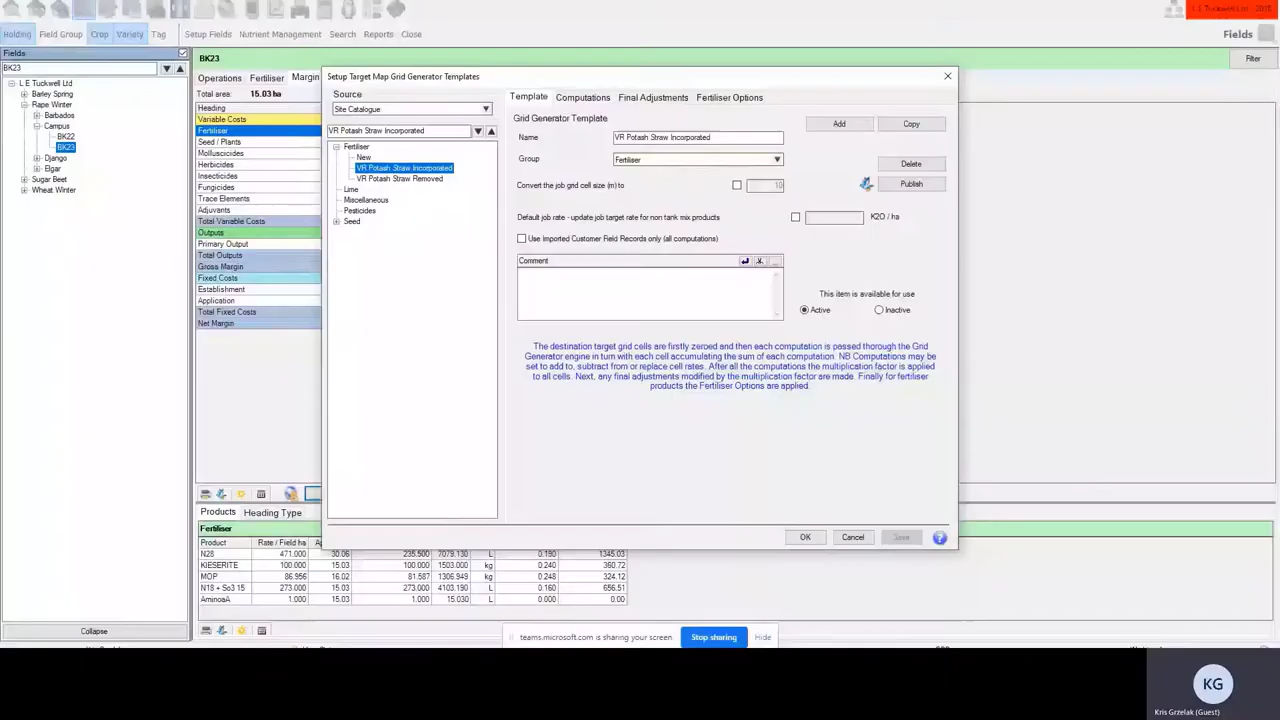 L E Tuckwell Ltd - 2018
Holding Field Group Crop Variety Tag Setup Fields Nutrient Management Search Reports Close
Fields
Fields
BK23
Filter
BK23
L E Tuckwell Ltd
Barley Spring
Rape Winter
Barbados
Campus
BK22
BK23
Django
Elgar
Sugar Beet
Wheat Winter
Collapse
Operations Fertiliser Margin
Total area: 15.03 ha
Heading
Variable Costs
Fertiliser
Seed / Plants
Molluscicides
Herbicides
Insecticides
Fungicides
Trace Elements
Adjuvants
Total Variable Costs
Outputs
Primary Output
Total Outputs
Gross Margin
Fixed Costs
Establishment
Application
Total Fixed Costs
Net Margin
Setup Target Map Grid Generator Templates
Source
Site Catalogue
VR Potash Straw Incorporated
Fertiliser
New
VR Potash Straw Incorporated
VR Potash Straw Removed
Lime
Miscellaneous
Pesticides
Seed
Template Computations Final Adjustments Fertiliser Options
Grid Generator Template
Add Copy
Name VR Potash Straw Incorporated
Group Fertiliser
Delete
Convert the job grid cell size (m) to 10
Publish
Default job rate - update job target rate for non tank mix products K2O / ha
Use Imported Customer Field Records only (all computations)
Comment
This item is available for use
Active Inactive
The destination target grid cells are firstly zeroed and then each computation is passed thorough the Grid
Generator engine in turn with each cell accumulating the sum of each computation. NB Computations may be
set to add to, subtract from or replace cell rates. After all the computations the multiplication factor is applied
to all cells. Next, any final adjustments modified by the multiplication factor are made. Finally for fertiliser
products the Fertiliser Options are applied.
OK Cancel Save
Products Heading Type
Fertiliser
Product Rate / Field ha
N28 471.000 30.06 235.500 7079.130 L 0.190 1345.03
KIESERITE 100.000 15.03 100.000 1503.000 kg 0.240 360.72
MOP 86.956 16.02 81.587 1306.949 kg 0.248 324.12
N18 + So3 15 273.000 15.03 273.000 4103.190 L 0.160 656.51
AminoaA 1.000 15.03 1.000 15.030 L 0.000 0.00
teams.microsoft.com is sharing your screen. Stop sharing Hide
KG
Kris Grzelak (Guest)